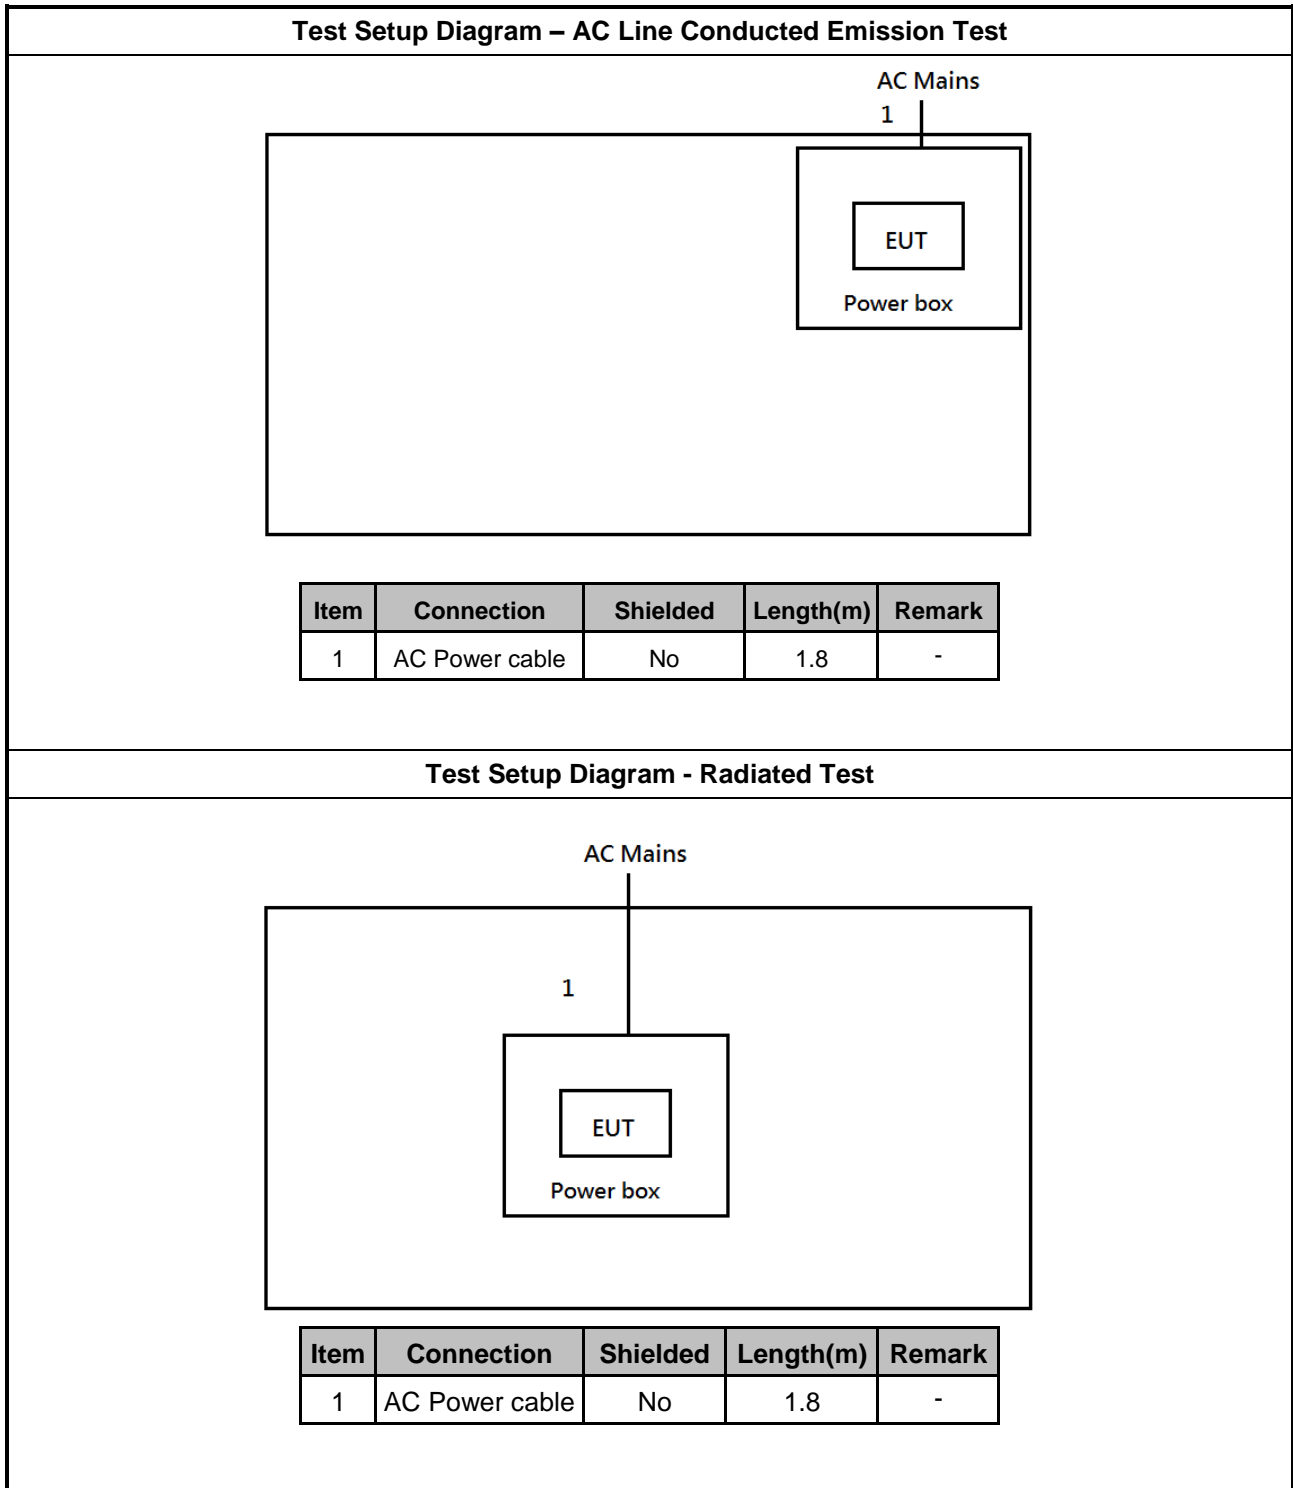 Test Setup Diagram – AC Line Conducted Emission Test
AC Mains
1
EUT
Power box
Item Connection Shielded Length(m) Remark
1 AC Power cable No 1.8 -
Test Setup Diagram - Radiated Test
AC Mains
1
EUT
Power box
Item Connection Shielded Length(m) Remark
1 AC Power cable No 1.8 -